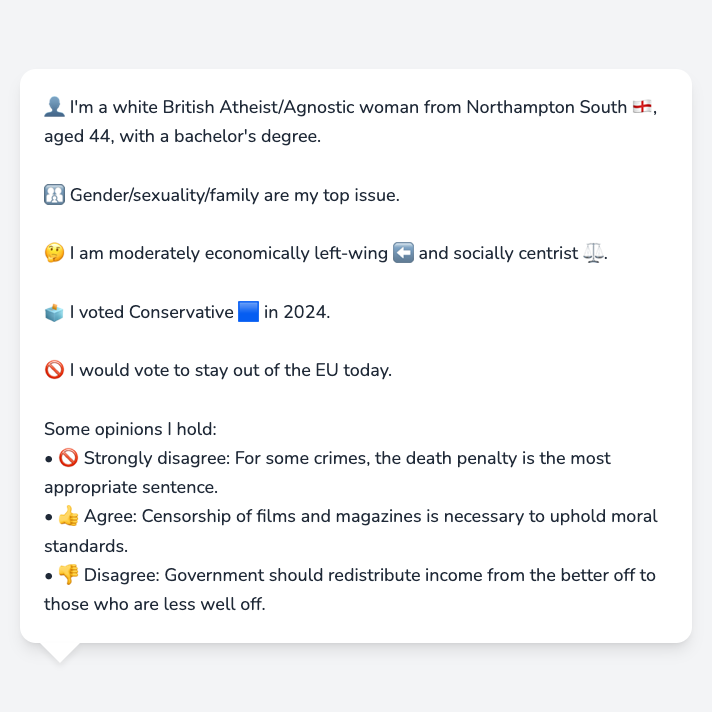 👤 I'm a white British Atheist/Agnostic woman from Northampton South 🏴󠁧󠁢󠁥󠁮󠁧󠁿,
aged 44, with a bachelor's degree.
🚻 Gender/sexuality/family are my top issue.
🤔 I am moderately economically left-wing ⬅️ and socially centrist ⚖️.
🗳️ I voted Conservative 🟦 in 2024.
🚫 I would vote to stay out of the EU today.
Some opinions I hold:
• 🚫 Strongly disagree: For some crimes, the death penalty is the most
appropriate sentence.
• 👍 Agree: Censorship of films and magazines is necessary to uphold moral
standards.
• 👎 Disagree: Government should redistribute income from the better off to
those who are less well off.